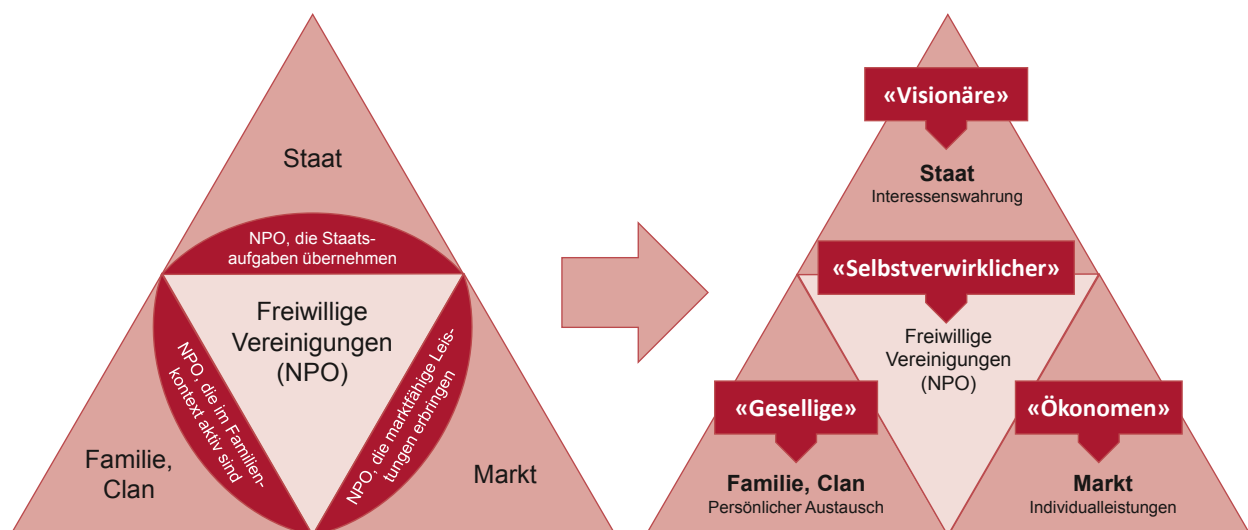 Staat
NPO, die Staats-
aufgaben übernehmen
Freiwillige
Vereinigungen
(NPO)
NPO, die im Familien-
kontext aktiv sind
NPO, die marktfähige Leis-
tungen erbringen
Familie,
Clan
Markt
«Visionäre»
Staat
Interessenswahrung
«Selbstverwirklicher»
Freiwillige
Vereinigungen
(NPO)
«Gesellige»
«Ökonomen»
Familie, Clan
Persönlicher Austausch
Markt
Individualleistungen